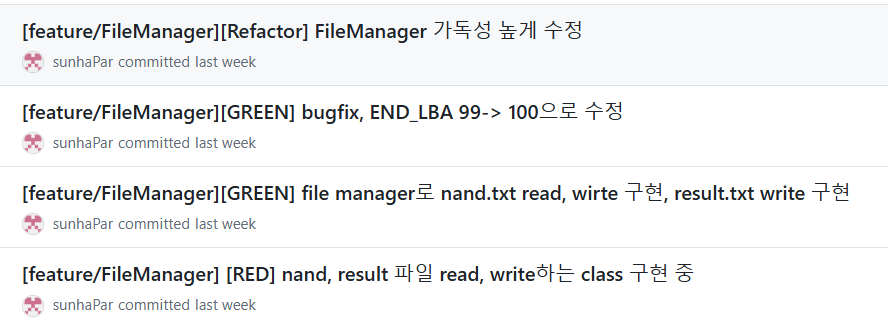 [feature/FileManager][Refactor] FileManager 가독성 높게 수정
sunhaPar committed last week
[feature/FileManager][GREEN] bugfix, END_LBA 99-> 100으로 수정
sunhaPar committed last week
[feature/FileManager][GREEN] file manager로 nand.txt read, wirte 구현, result.txt write 구현
sunhaPar committed last week
[feature/FileManager] [RED] nand, result 파일 read, write하는 class 구현 중
sunhaPar committed last week